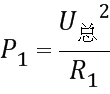 P₁ = U总² / R₁